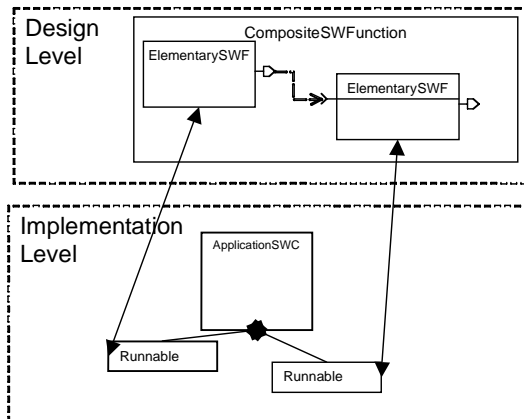 Design
Level
CompositeSWFunction
ElementarySWF
ElementarySWF
Implementation
Level
ApplicationSWC
Runnable
Runnable